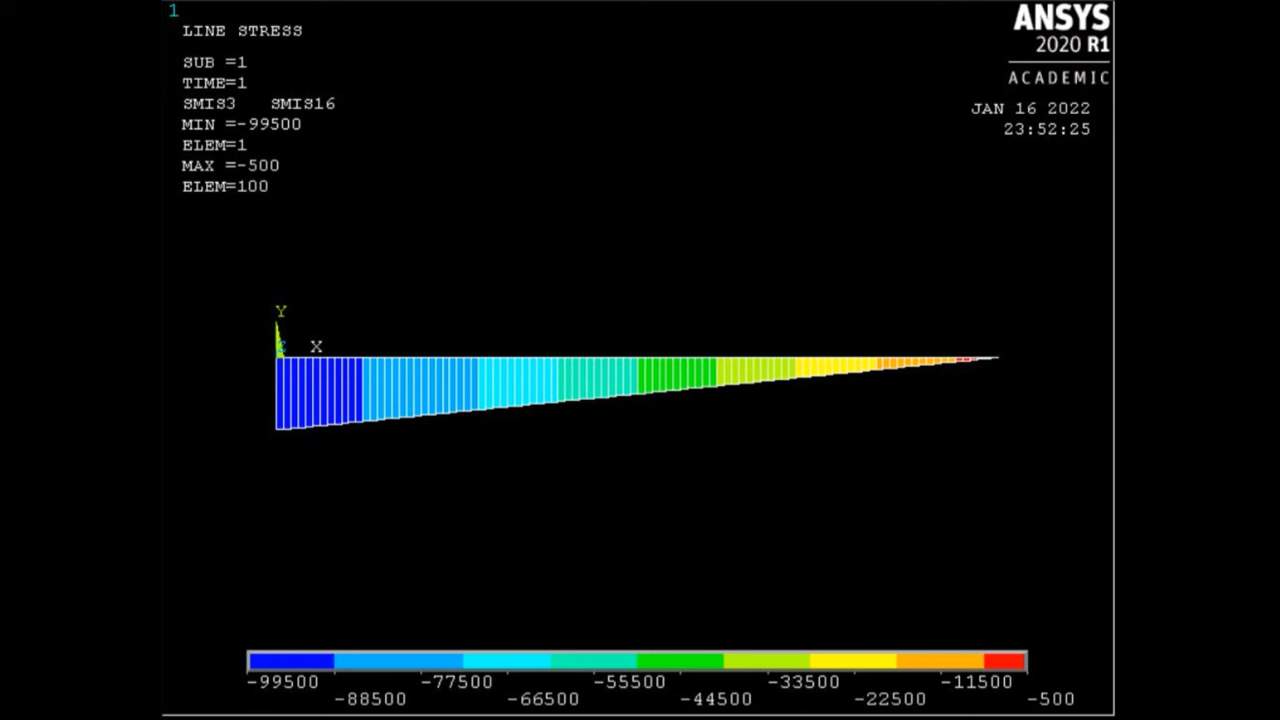 1
LINE STRESS
SUB =1
TIME=1
SMIS3 SMIS16
MIN =-99500
ELEM=1
MAX =-500
ELEM=100
ANSYS
2020 R1
ACADEMIC
JAN 16 2022
23:52:25
Y
Z X
-99500 -77500 -55500 -33500 -11500
-88500 -66500 -44500 -22500 -500